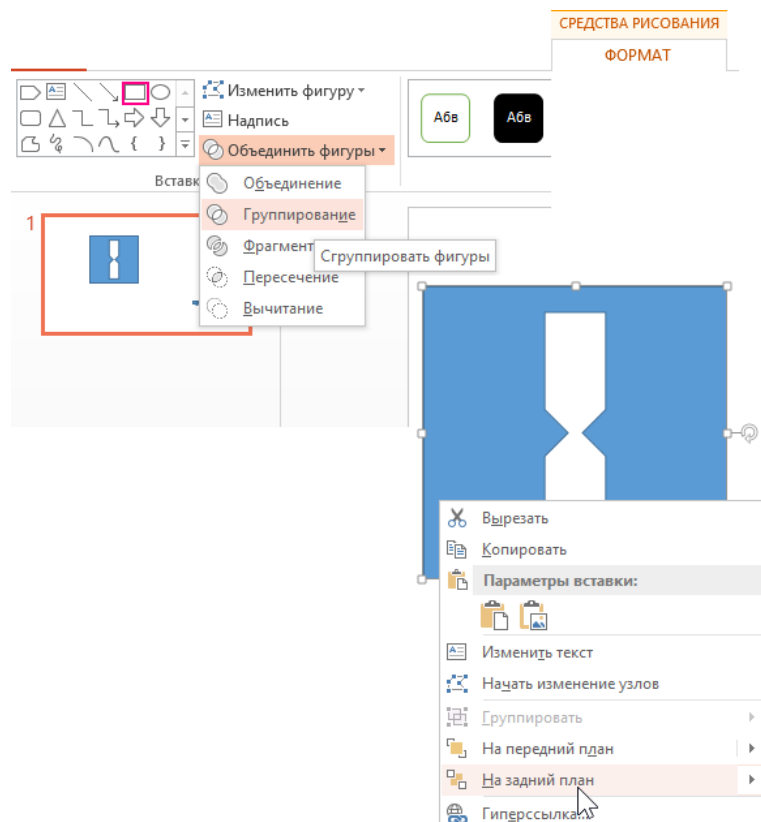 СРЕДСТВА РИСОВАНИЯ
ФОРМАТ
Изменить фигуру
Надпись
Объединить фигуры
Абв
Абв
Вставк
Объединение
Группирование
Фрагмент
Сгруппировать фигуры
Пересечение
Вычитание
1
Вырезать
Копировать
Параметры вставки:
Изменить текст
Начать изменение узлов
Группировать
На передний план
На задний план
Гиперссылка...